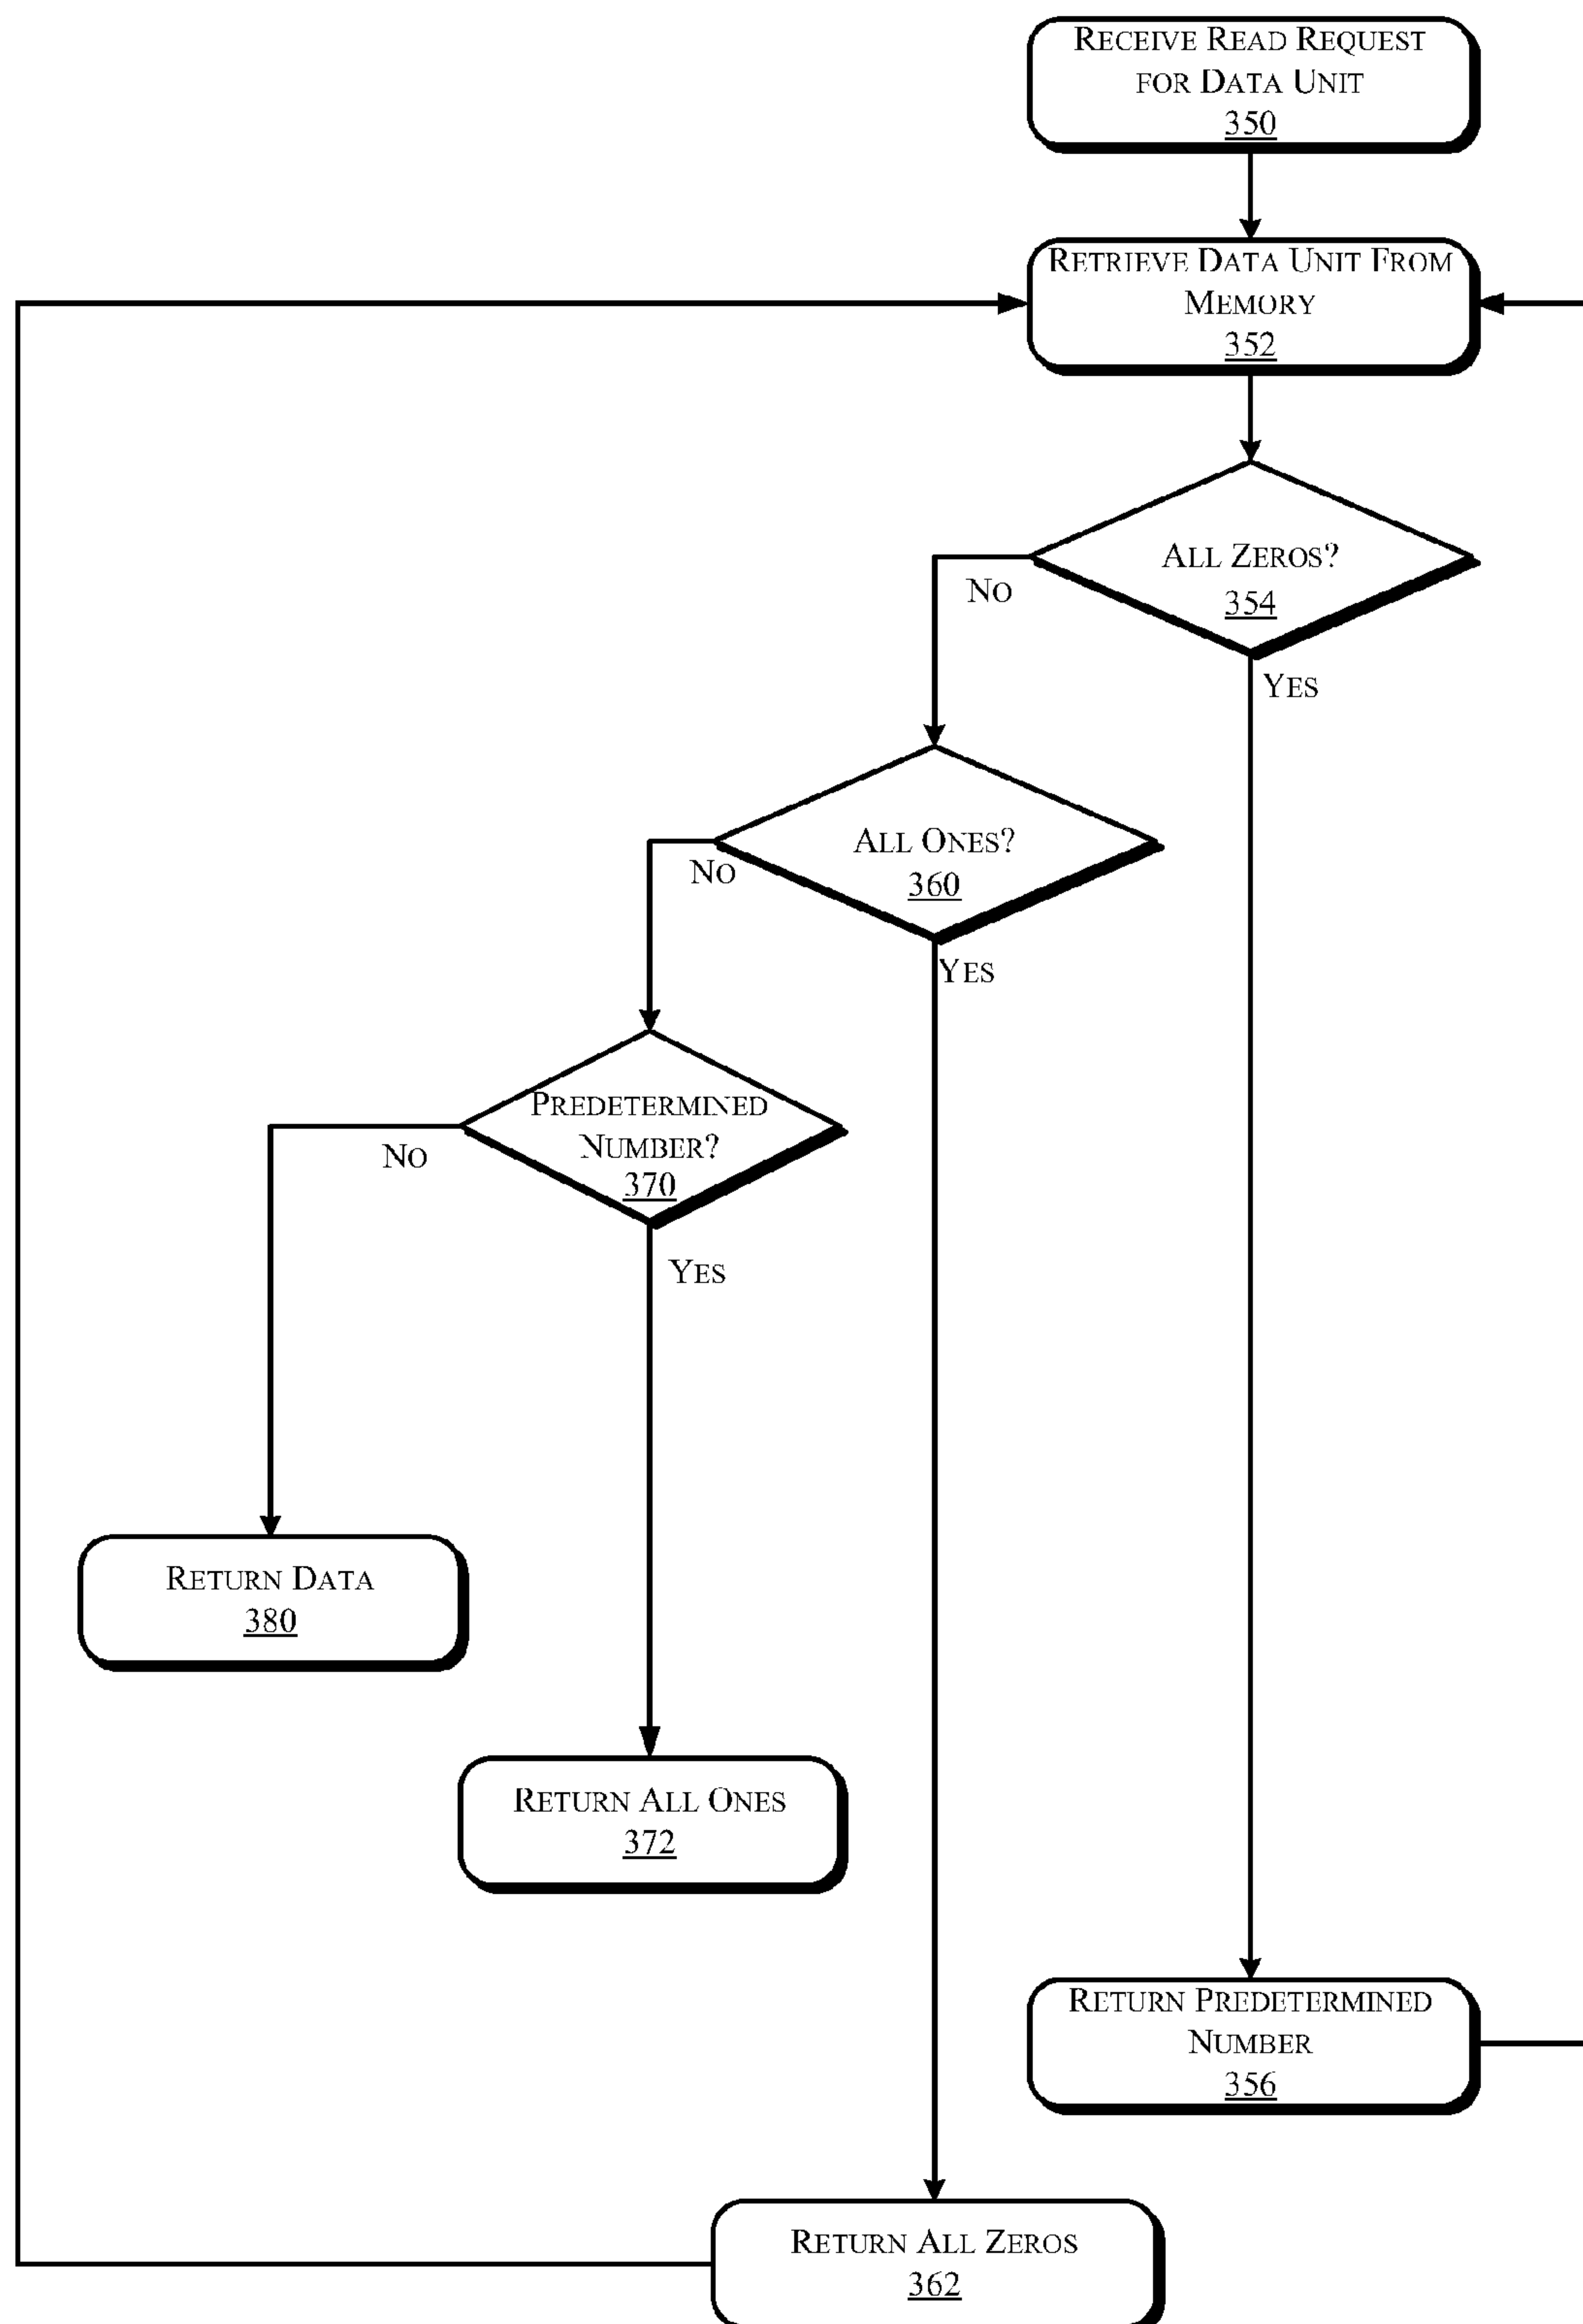 RECEIVE READ REQUEST
FOR DATA UNIT
350
RETRIEVE DATA UNIT FROM
MEMORY
352
ALL ZEROS?
354
NO
YES
ALL ONES?
360
NO
YES
PREDETERMINED
NUMBER?
370
NO
YES
RETURN DATA
380
RETURN ALL ONES
372
RETURN PREDETERMINED
NUMBER
356
RETURN ALL ZEROS
362